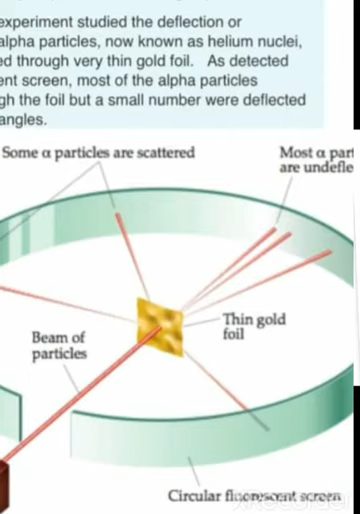 experiment studied the deflection or
alpha particles, now known as helium nuclei,
ed through very thin gold foil. As detected
ent screen, most of the alpha particles
gh the foil but a small number were deflected
angles.
Some α particles are scattered
Most α part
are undefle
Thin gold
foil
Beam of
particles
Circular fluorescent screen